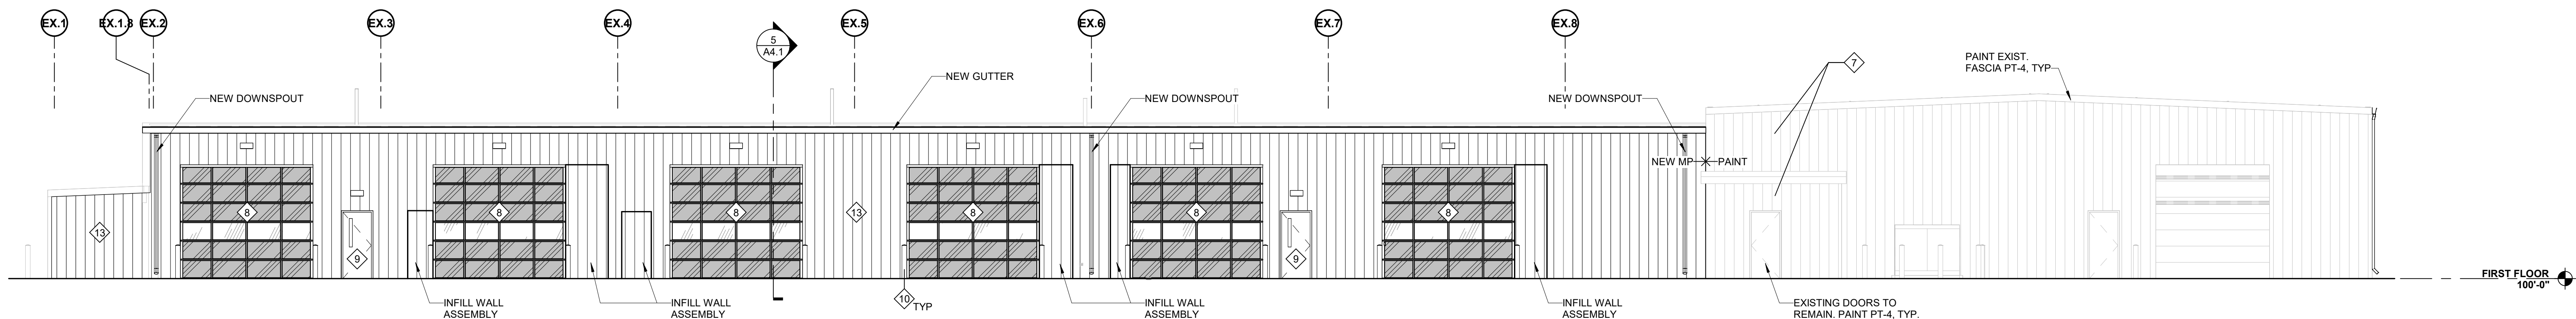 EX.1
EX.1.8
EX.2
EX.3
EX.4
5
A4.1
EX.5
EX.6
EX.7
EX.8
7
PAINT EXIST.
FASCIA PT-4, TYP
NEW GUTTER
NEW DOWNSPOUT
NEW DOWNSPOUT
NEW DOWNSPOUT
NEW MP
PAINT
13
8
9
8
8
13
8
8
9
8
10
TYP
INFILL WALL
ASSEMBLY
INFILL WALL
ASSEMBLY
INFILL WALL
ASSEMBLY
INFILL WALL
ASSEMBLY
EXISTING DOORS TO
REMAIN. PAINT PT-4, TYP.
FIRST FLOOR
100'-0"